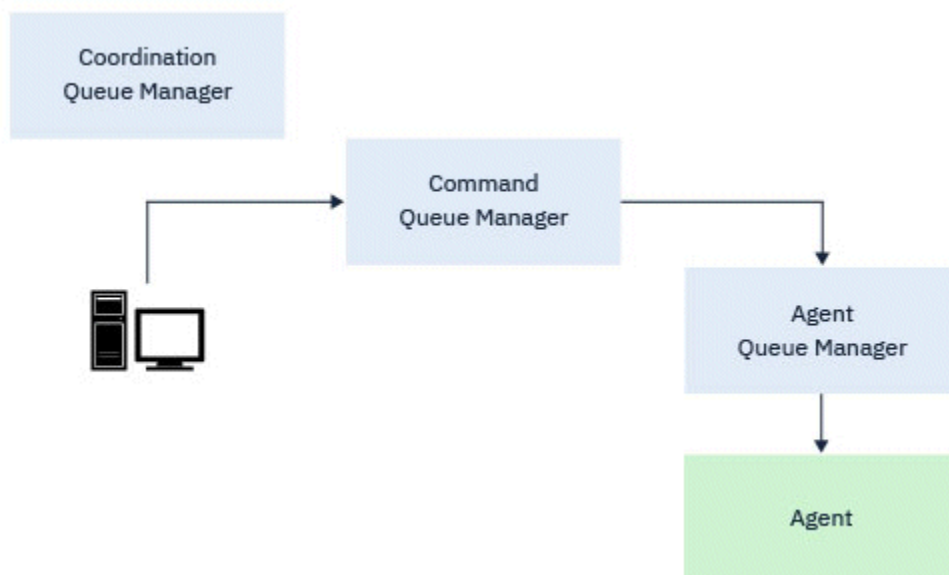 Coordination
Queue Manager
Command
Queue Manager
Agent
Queue Manager
Agent